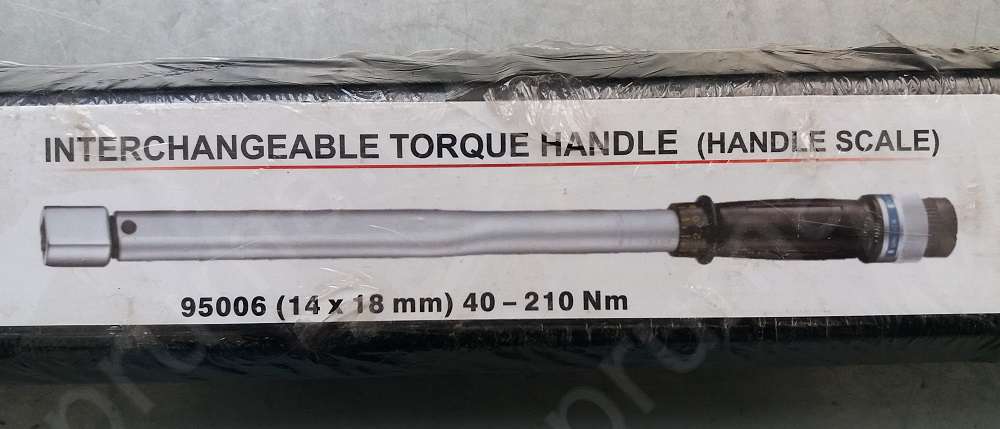 INTERCHANGEABLE TORQUE HANDLE (HANDLE SCALE)
95006 (14 x 18 mm) 40 – 210 Nm